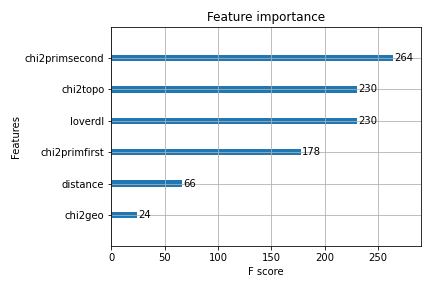 Feature importance
Features
chi2primsecond
264
chi2topo
230
loverdl
230
chi2primfirst
178
distance
66
chi2geo
24
0 50 100 150 200 250
F score